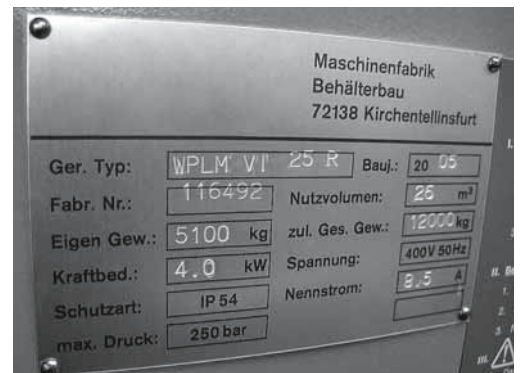 Maschinenfabrik
Behälterbau
72138 Kirchentellinsfurt
Ger. Typ: WPLM VI 25 R Bauj.: 20 05
Fabr. Nr.: 116492 Nutzvolumen: 26 m³
Eigen Gew.: 5100 kg zul. Ges. Gew.: 12000 kg
Kraftbed.: 4.0 kW Spannung: 400V 50Hz
Schutzart: IP 54 Nennstrom: 8.5 A
max. Druck: 250 bar